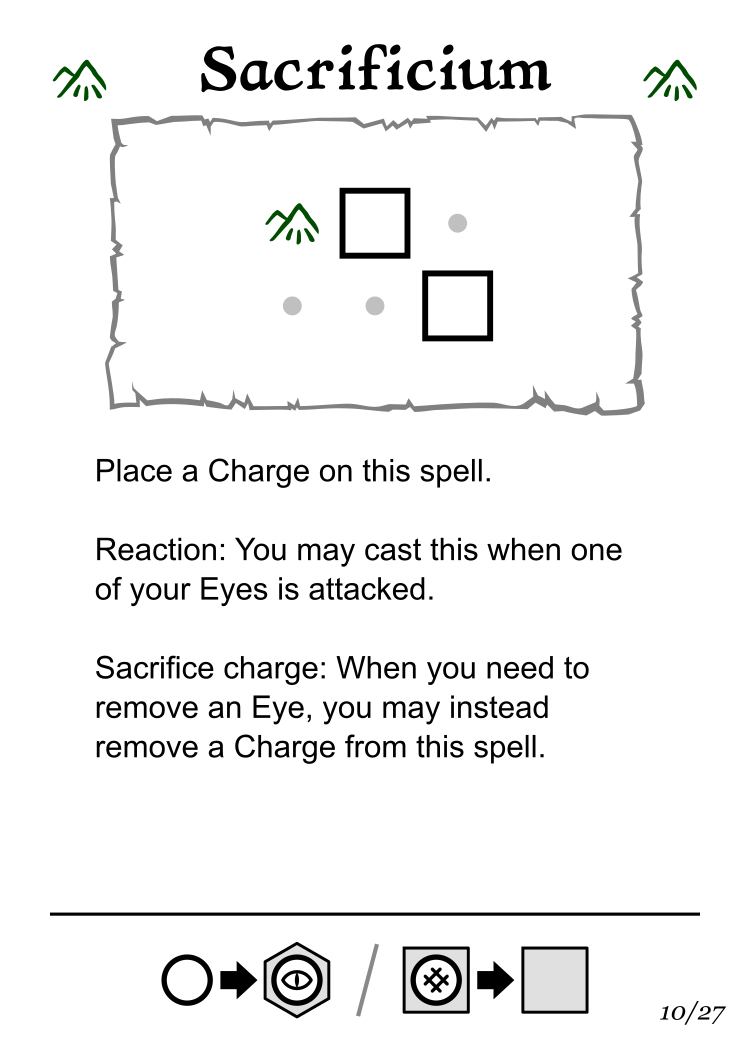 Sacrificium
Place a Charge on this spell.
Reaction: You may cast this when one
of your Eyes is attacked.
Sacrifice charge: When you need to
remove an Eye, you may instead
remove a Charge from this spell.
10/27